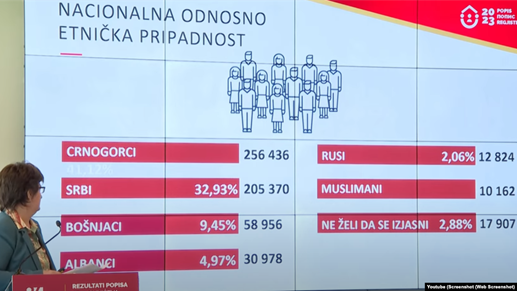 NACIONALNA ODNOSNO
ETNIČKA PRIPADNOST
2023 POPIS
CRNOGORCI 256 436
SRBI 32,93% 205 370
BOŠNJACI 9,45% 58 956
ALBANCI 4,97% 30 978
RUSI 2,06% 12 824
MUSLIMANI 10 162
NE ŽELI DA SE IZJASNI 2,88% 17 907
REZULTATI POPISA
Youtube (Screenshot (Web Screenshot)